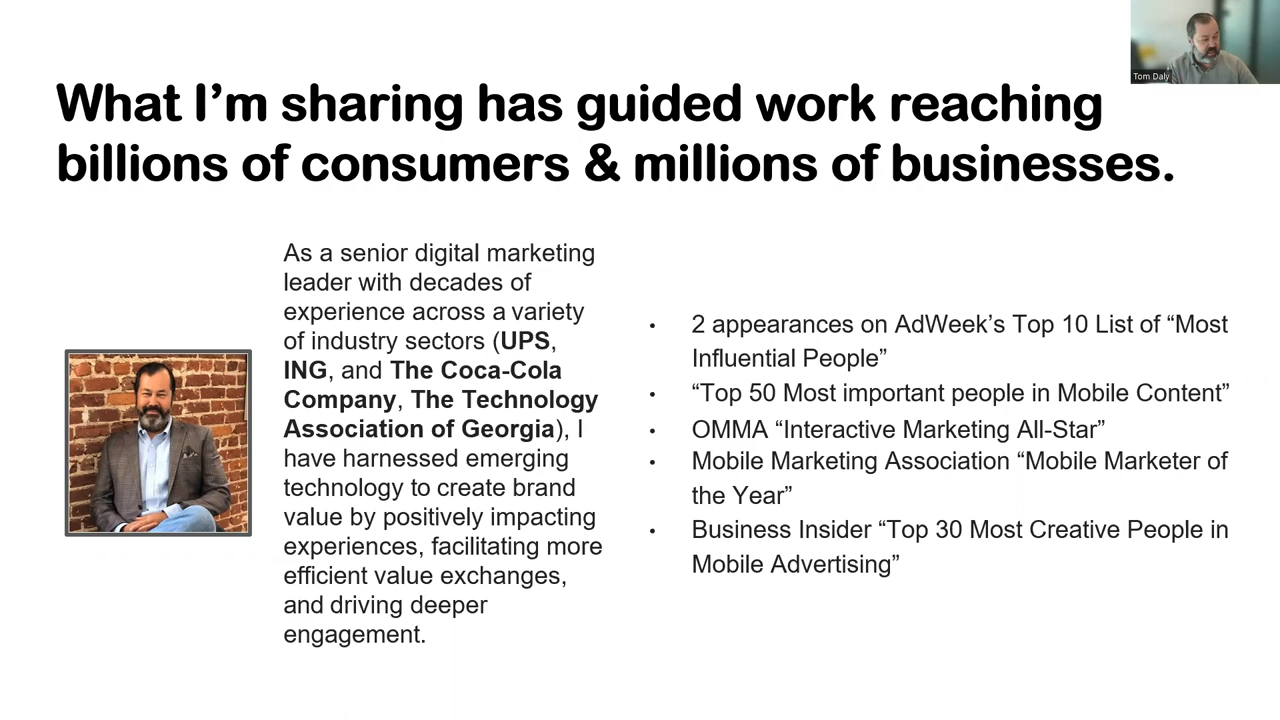 Tom Daly
What I’m sharing has guided work reaching
billions of consumers & millions of businesses.
As a senior digital marketing
leader with decades of
experience across a variety
of industry sectors (UPS,
ING, and The Coca-Cola
Company, The Technology
Association of Georgia), I
have harnessed emerging
technology to create brand
value by positively impacting
experiences, facilitating more
efficient value exchanges,
and driving deeper
engagement.
• 2 appearances on AdWeek’s Top 10 List of “Most
Influential People”
• “Top 50 Most important people in Mobile Content”
• OMMA “Interactive Marketing All-Star”
• Mobile Marketing Association “Mobile Marketer of
the Year”
• Business Insider “Top 30 Most Creative People in
Mobile Advertising”